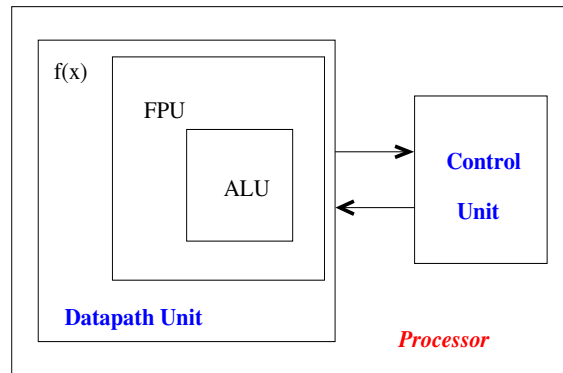 f(x)
FPU
ALU
Datapath Unit
Control
Unit
Processor